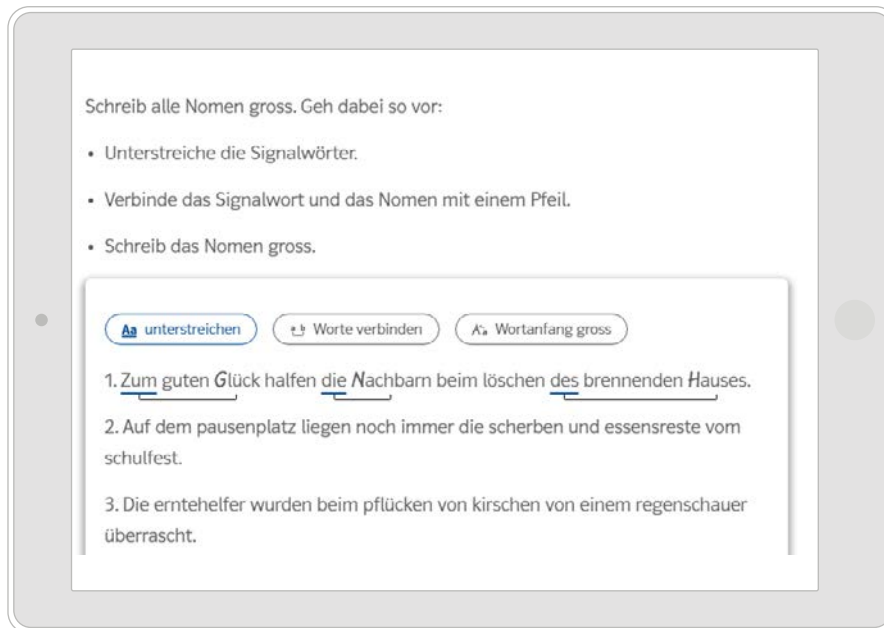 Schreib alle Nomen gross. Geh dabei so vor:
• Unterstreiche die Signalwörter.
• Verbinde das Signalwort und das Nomen mit einem Pfeil.
• Schreib das Nomen gross.
Aa unterstreichen a b Worte verbinden A a Wortanfang gross
1. Zum guten Glück halfen die Nachbarn beim löschen des brennenden Hauses.
2. Auf dem pausenplatz liegen noch immer die scherben und essensreste vom
schulfest.
3. Die erntehelfer wurden beim pflücken von kirschen von einem regenschauer
überrascht.